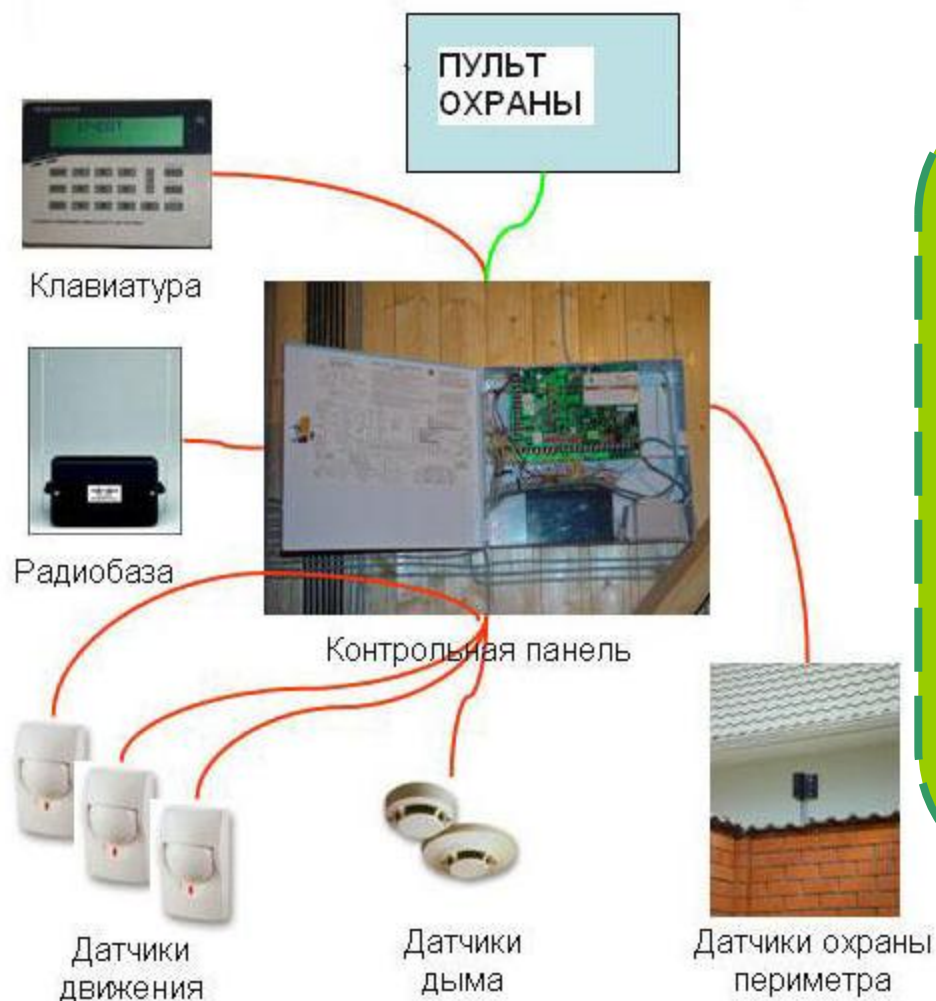 ПУЛЬТ
ОХРАНЫ
Клавиатура
Радиобаза
Контрольная панель
Датчики
движения
Датчики
дыма
Датчики охраны
периметра